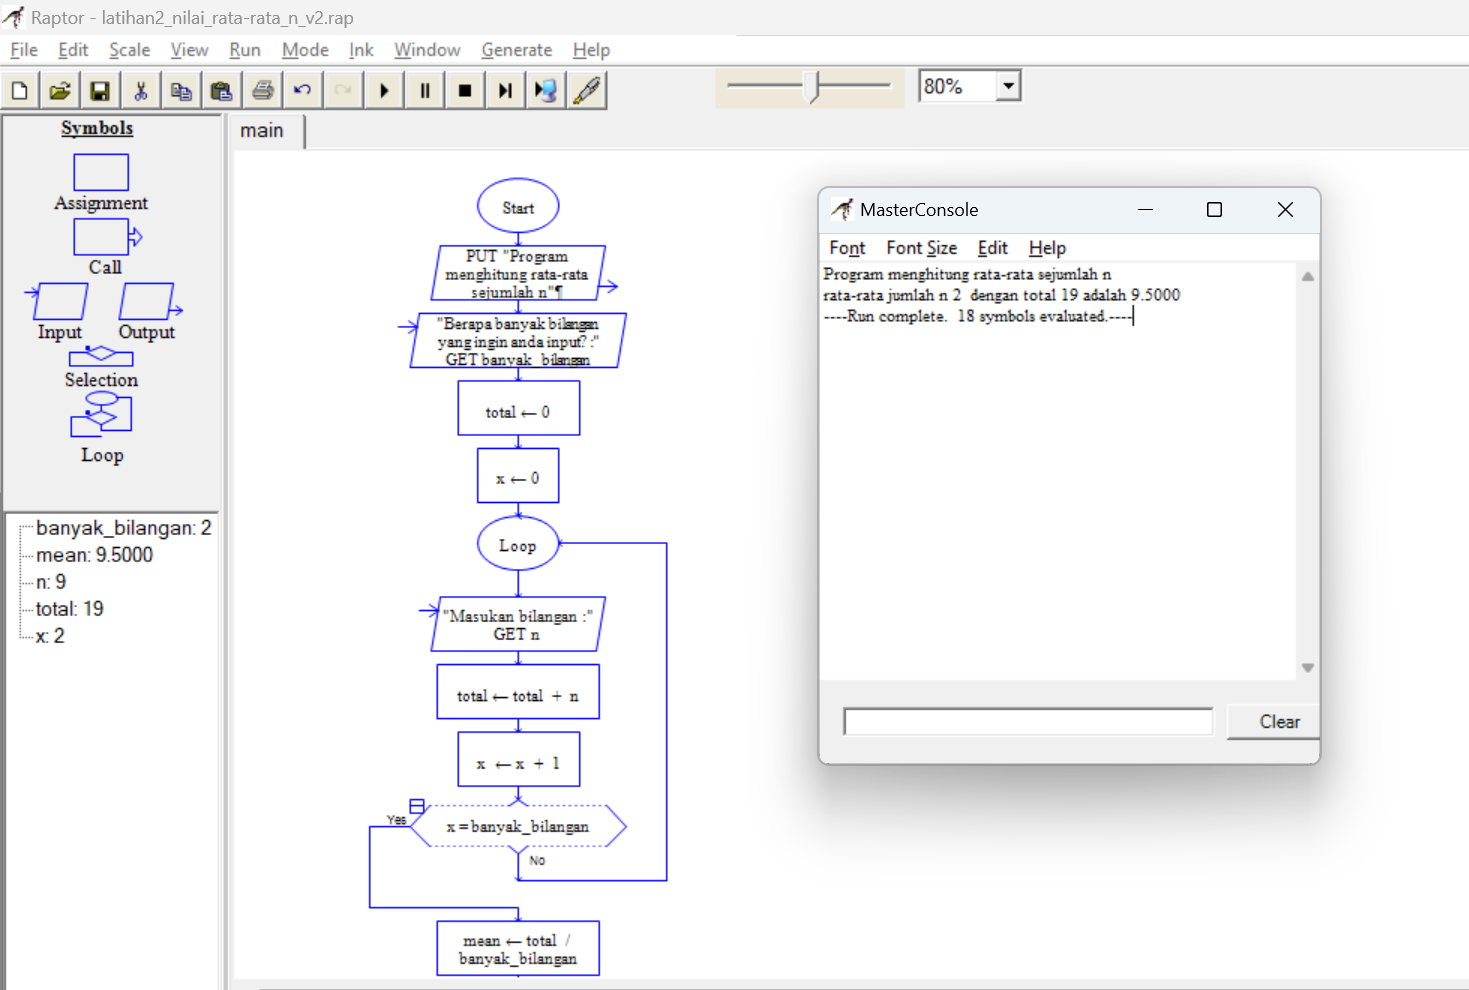 Raptor - latihan2_nilai_rata-rata_n_v2.rap
File Edit Scale View Run Mode Ink Window Generate Help
80%
Symbols
Assignment
Call
Input Output
Selection
Loop
banyak_bilangan: 2
mean: 9.5000
n: 9
total: 19
x: 2
main
Start
PUT "Program
menghitung rata-rata
sejumlah n"¶
"Berapa banyak bilangan
yang ingin anda input? :"
GET banyak_bilangan
total ← 0
x ← 0
Loop
"Masukan bilangan :"
GET n
total ← total + n
x ← x + 1
Yes
x = banyak_bilangan
No
mean ← total /
banyak_bilangan
MasterConsole
Font Font Size Edit Help
Program menghitung rata-rata sejumlah n
rata-rata jumlah n 2  dengan total 19 adalah 9.5000
----Run complete.  18 symbols evaluated.----
Clear